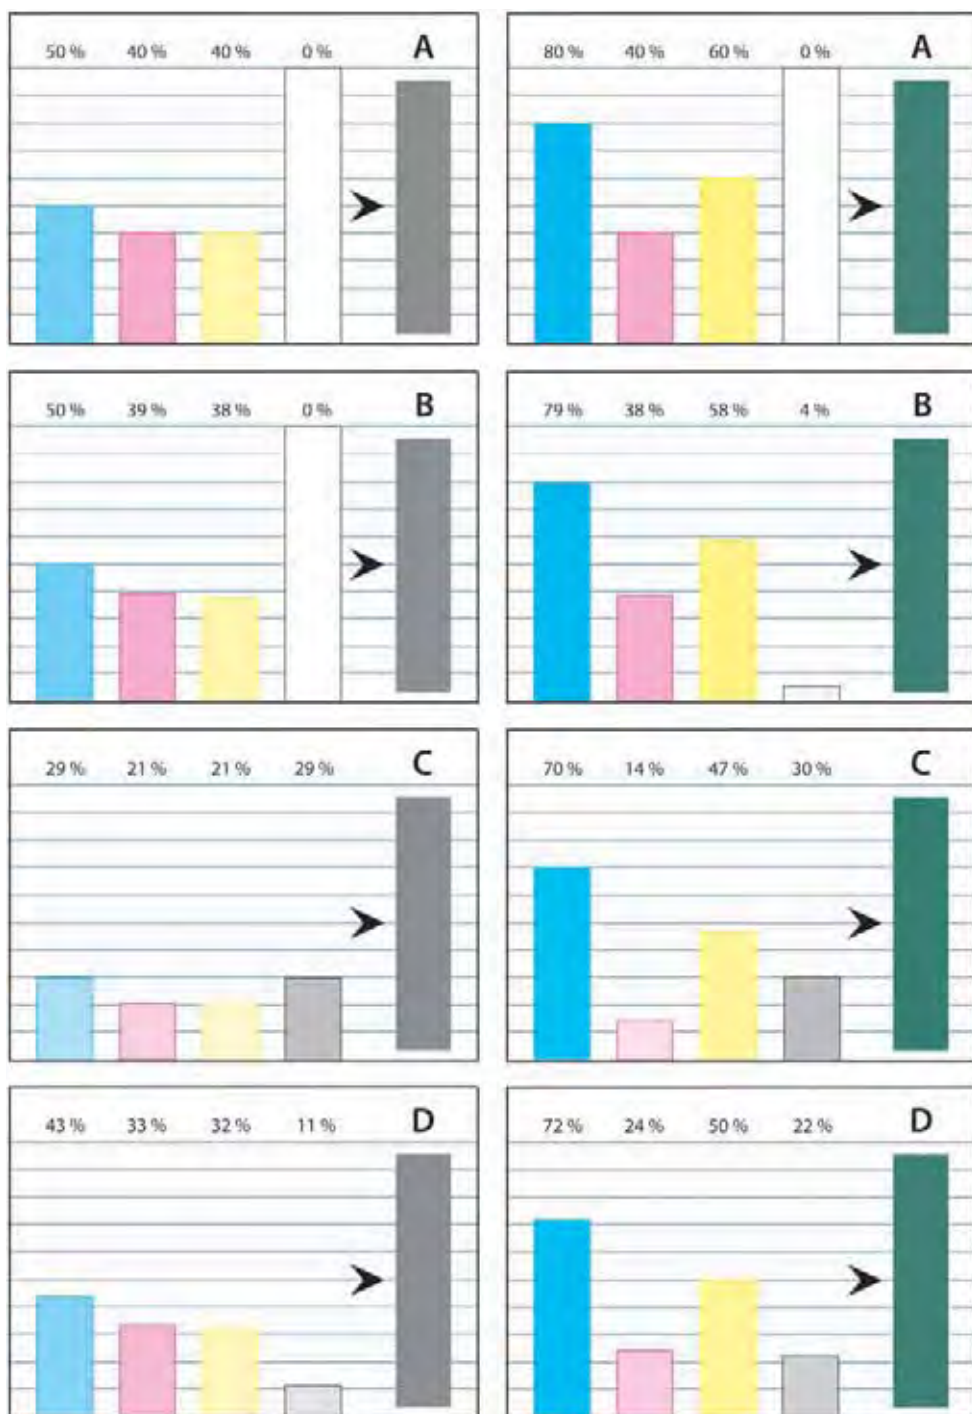 50 % 40 % 40 % 0 % A
80 % 40 % 60 % 0 % A
50 % 39 % 38 % 0 % B
79 % 38 % 58 % 4 % B
29 % 21 % 21 % 29 % C
70 % 14 % 47 % 30 % C
43 % 33 % 32 % 11 % D
72 % 24 % 50 % 22 % D